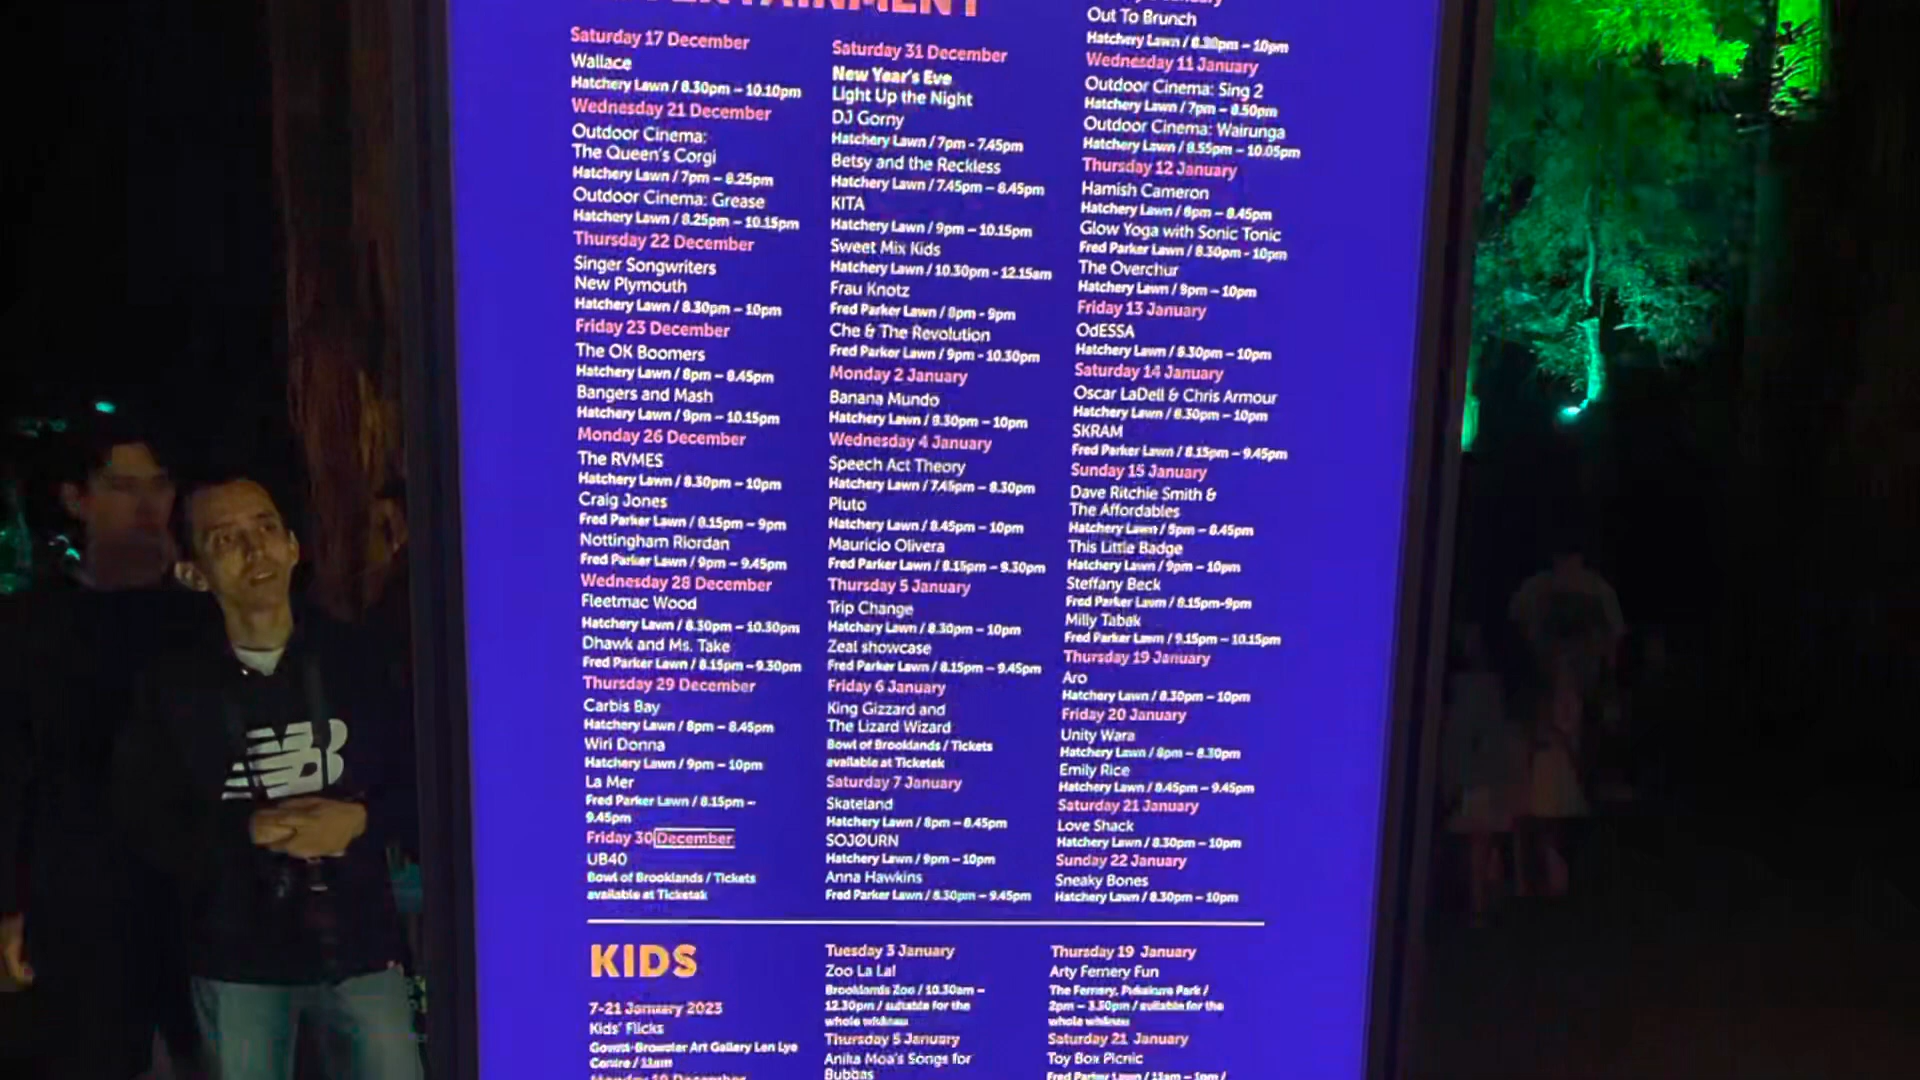 Saturday 17 December
Wallace
Hatchery Lawn / 8.30pm – 10.10pm
Wednesday 21 December
Outdoor Cinema:
The Queen's Corgi
Hatchery Lawn / 7pm – 8.25pm
Outdoor Cinema: Grease
Hatchery Lawn / 8.25pm – 10.15pm
Thursday 22 December
Singer Songwriters
New Plymouth
Hatchery Lawn / 8.30pm – 10pm
Friday 23 December
The OK Boomers
Hatchery Lawn / 8pm – 8.45pm
Bangers and Mash
Hatchery Lawn / 9pm – 10.15pm
Monday 26 December
The RVMES
Hatchery Lawn / 8.30pm – 10pm
Craig Jones
Fred Parker Lawn / 8.15pm – 9pm
Nottingham Riordan
Fred Parker Lawn / 9pm – 9.45pm
Wednesday 28 December
Fleetmac Wood
Hatchery Lawn / 8.30pm – 10.30pm
Dhawk and Ms. Take
Fred Parker Lawn / 8.15pm – 9.30pm
Thursday 29 December
Carbis Bay
Hatchery Lawn / 8pm – 8.45pm
Wiri Donna
Hatchery Lawn / 9pm – 10pm
La Mer
Fred Parker Lawn / 8.15pm –
9.45pm
Friday 30 December
UB40
Bowl of Brooklands / Tickets
available at Ticketek
Saturday 31 December
New Year's Eve
Light Up the Night
DJ Gorny
Hatchery Lawn / 7pm - 7.45pm
Betsy and the Reckless
Hatchery Lawn / 7.45pm – 8.45pm
KITA
Hatchery Lawn / 9pm – 10.15pm
Sweet Mix Kids
Hatchery Lawn / 10.30pm - 12.15am
Frau Knotz
Fred Parker Lawn / 8pm - 9pm
Che & The Revolution
Fred Parker Lawn / 9pm - 10.30pm
Monday 2 January
Banana Mundo
Hatchery Lawn / 8.30pm – 10pm
Wednesday 4 January
Speech Act Theory
Hatchery Lawn / 7.45pm – 8.30pm
Pluto
Hatchery Lawn / 8.45pm – 10pm
Mauricio Olivera
Fred Parker Lawn / 8.15pm – 9.30pm
Thursday 5 January
Trip Change
Hatchery Lawn / 8.30pm – 10pm
Zeal showcase
Fred Parker Lawn / 8.15pm – 9.45pm
Friday 6 January
King Gizzard and
The Lizard Wizard
Bowl of Brooklands / Tickets
available at Ticketek
Saturday 7 January
Skateland
Hatchery Lawn / 8pm – 8.45pm
SOJØURN
Hatchery Lawn / 9pm – 10pm
Anna Hawkins
Fred Parker Lawn / 8.30pm – 9.45pm
Out To Brunch
Hatchery Lawn / 8.30pm – 10pm
Wednesday 11 January
Outdoor Cinema: Sing 2
Hatchery Lawn / 7pm – 8.50pm
Outdoor Cinema: Wairunga
Hatchery Lawn / 8.55pm – 10.05pm
Thursday 12 January
Hamish Cameron
Hatchery Lawn / 8pm – 8.45pm
Glow Yoga with Sonic Tonic
Fred Parker Lawn / 8.30pm - 10pm
The Overchur
Hatchery Lawn / 9pm – 10pm
Friday 13 January
OdESSA
Hatchery Lawn / 8.30pm – 10pm
Saturday 14 January
Oscar LaDell & Chris Armour
Hatchery Lawn / 8.30pm – 10pm
SKRAM
Fred Parker Lawn / 8.15pm – 9.45pm
Sunday 15 January
Dave Ritchie Smith &
The Affordables
Hatchery Lawn / 8pm – 8.45pm
This Little Badge
Hatchery Lawn / 9pm – 10pm
Steffany Beck
Fred Parker Lawn / 8.15pm-9pm
Milly Tabak
Fred Parker Lawn / 9.15pm – 10.15pm
Thursday 19 January
Aro
Hatchery Lawn / 8.30pm – 10pm
Friday 20 January
Unity Wara
Hatchery Lawn / 8pm – 8.30pm
Emily Rice
Hatchery Lawn / 8.45pm – 9.45pm
Saturday 21 January
Love Shack
Hatchery Lawn / 8.30pm – 10pm
Sunday 22 January
Sneaky Bones
Hatchery Lawn / 8.30pm – 10pm
KIDS
7-21 January 2023
Kids' Flicks
Govett-Brewster Art Gallery Len Lye
Centre / 11am
Tuesday 3 January
Zoo La La!
Brooklands Zoo / 10.30am –
12.30pm / suitable for the
whole whānau
Thursday 5 January
Anika Moa's Songs for
Bubbas
Thursday 19 January
Arty Fernery Fun
The Fernery, Pukekura Park /
2pm – 3.30pm / suitable for the
whole whānau
Saturday 21 January
Toy Box Picnic
Fred Parker Lawn / 11am – 1pm /
NB